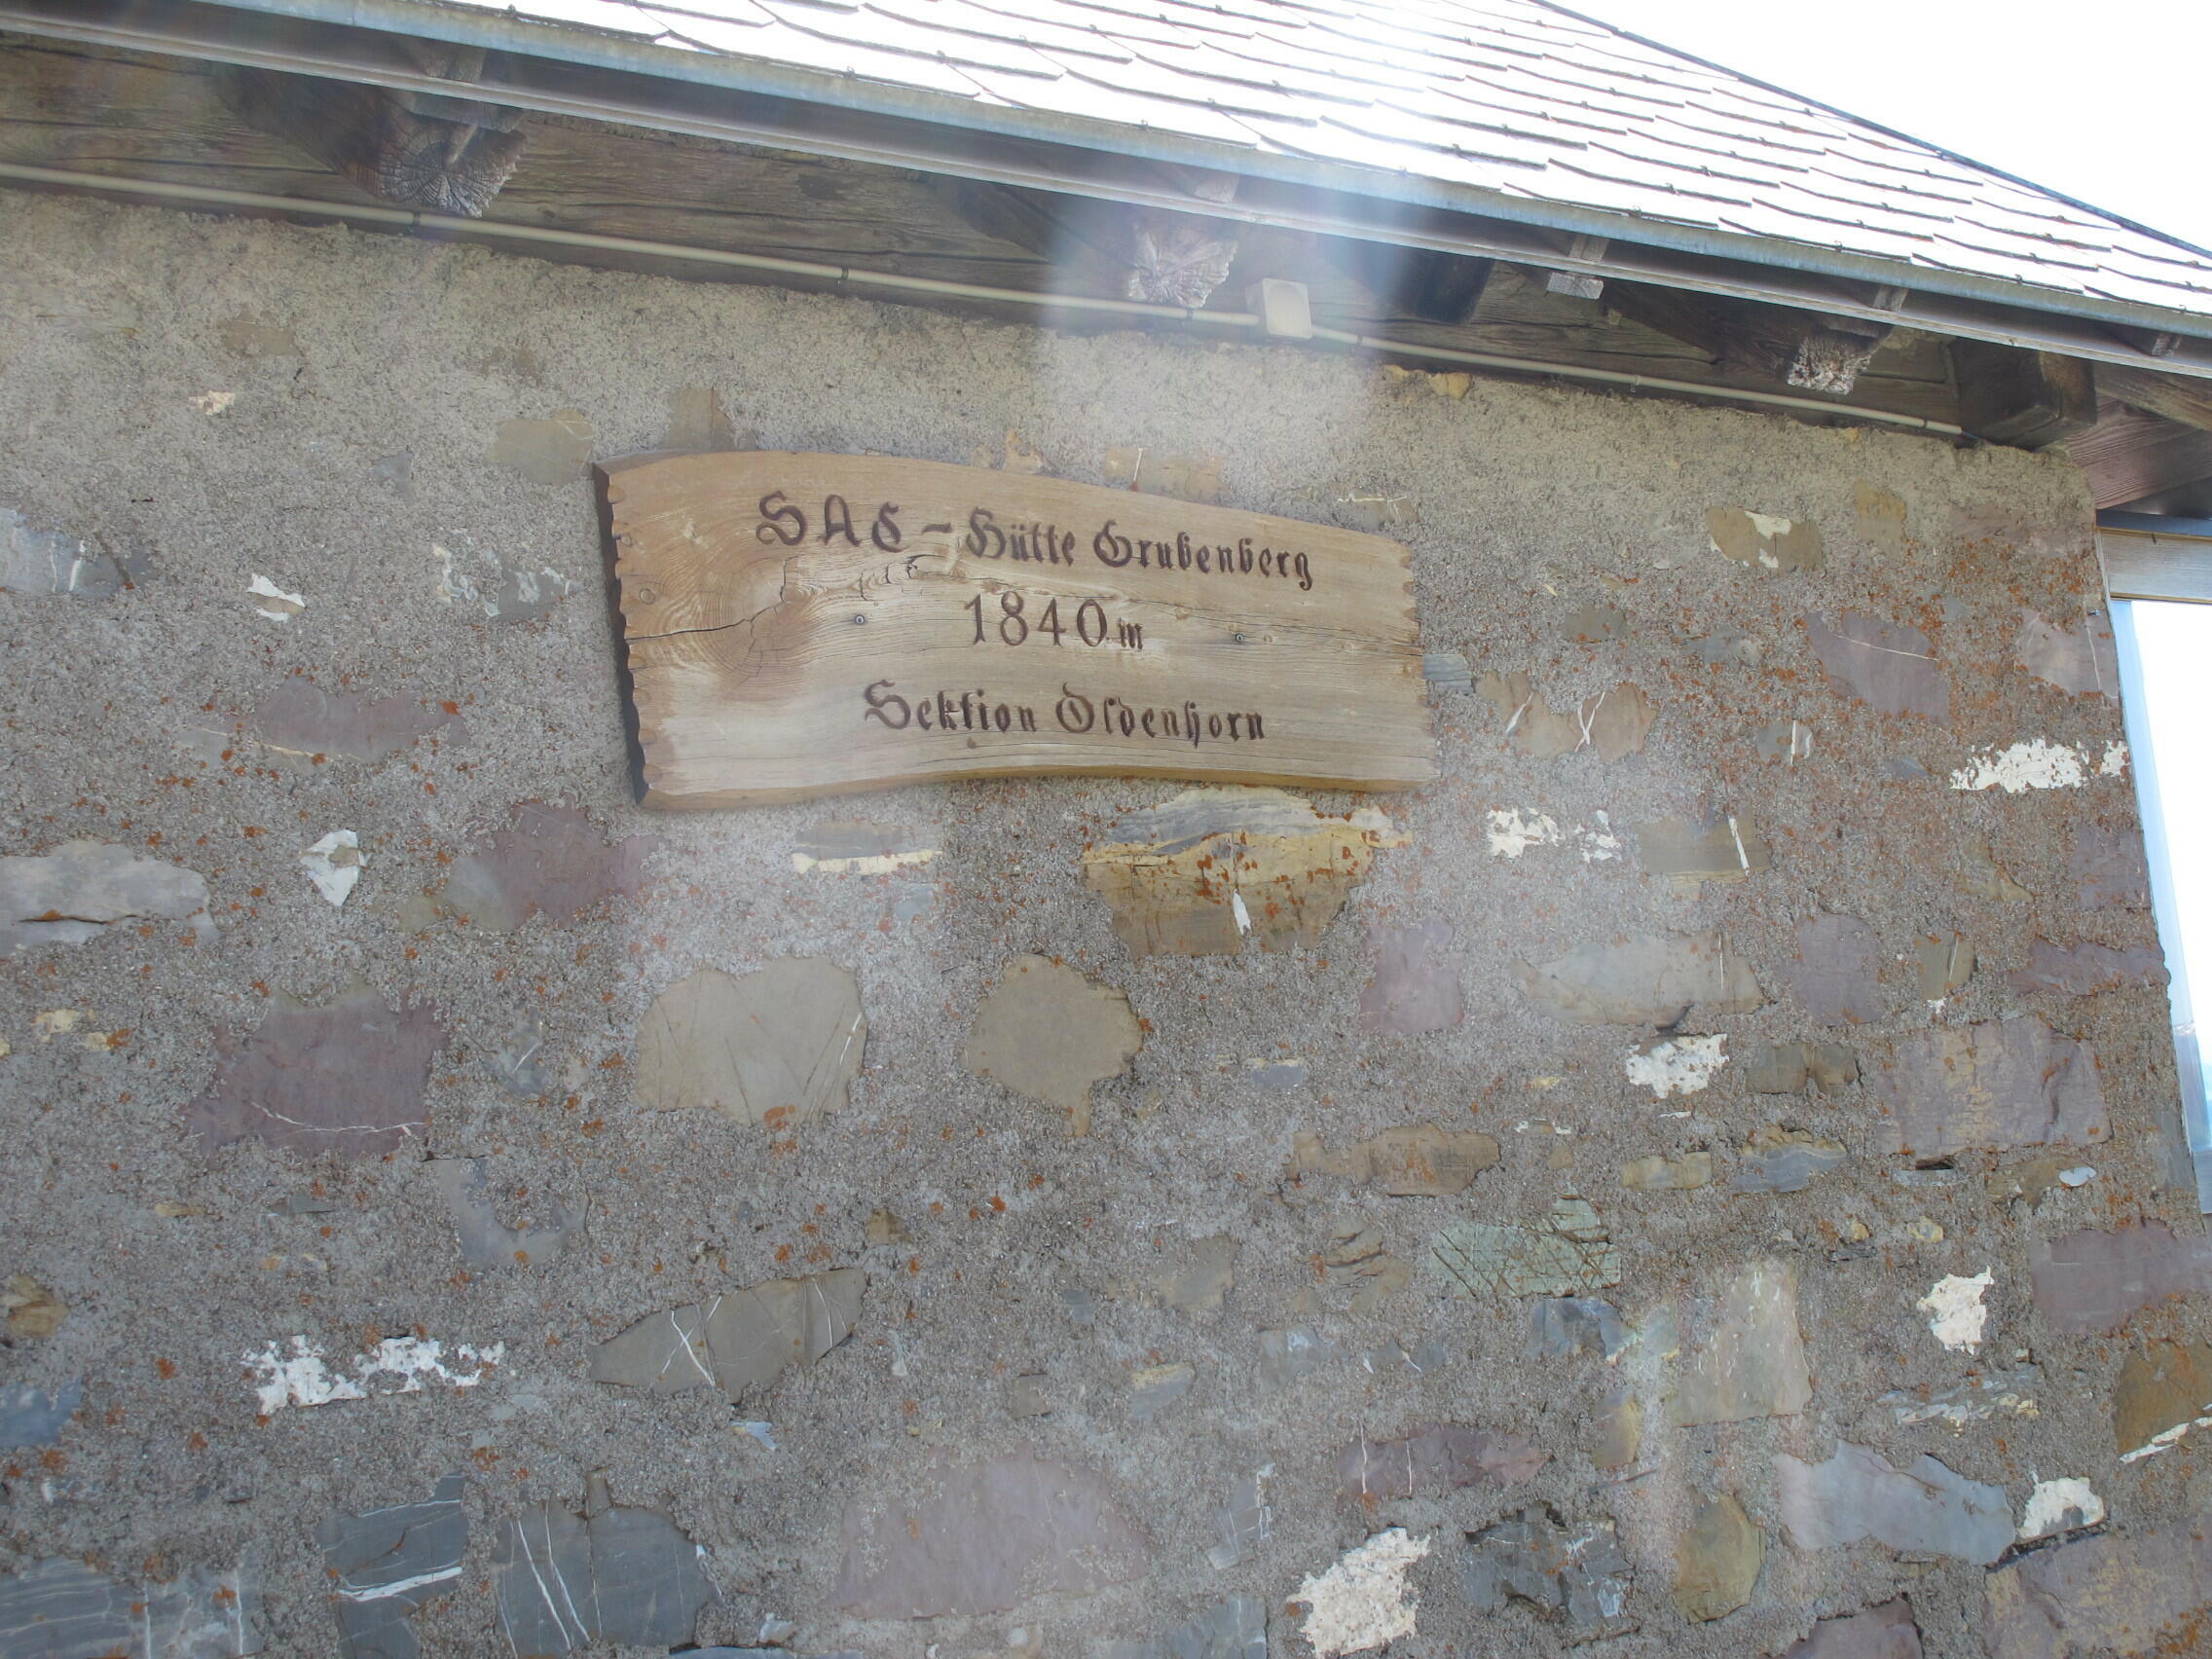 SAC - Hütte Grubenberg
1840 m
Sektion Oldenhorn